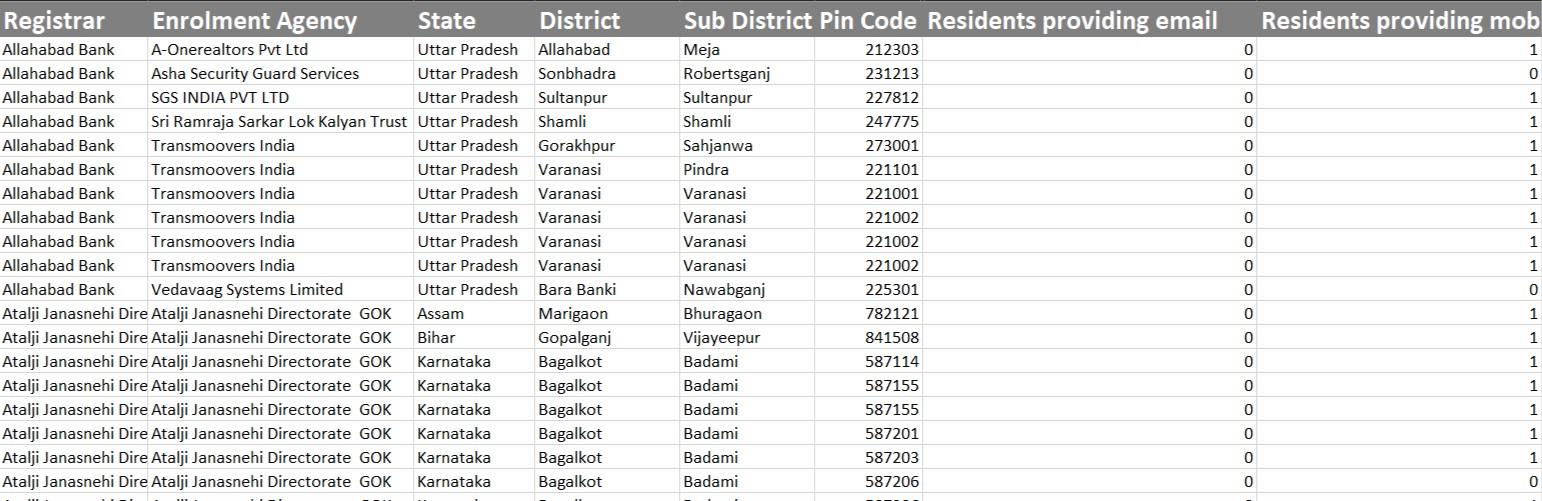 Registrar Enrolment Agency State District Sub District Pin Code Residents providing email Residents providing mob
Allahabad Bank A-Onerealtors Pvt Ltd Uttar Pradesh Allahabad Meja 212303 0 1
Allahabad Bank Asha Security Guard Services Uttar Pradesh Sonbhadra Robertsganj 231213 0 0
Allahabad Bank SGS INDIA PVT LTD Uttar Pradesh Sultanpur Sultanpur 227812 0 1
Allahabad Bank Sri Ramraja Sarkar Lok Kalyan Trust Uttar Pradesh Shamli Shamli 247775 0 1
Allahabad Bank Transmoovers India Uttar Pradesh Gorakhpur Sahjanwa 273001 0 1
Allahabad Bank Transmoovers India Uttar Pradesh Varanasi Pindra 221101 0 1
Allahabad Bank Transmoovers India Uttar Pradesh Varanasi Varanasi 221001 0 1
Allahabad Bank Transmoovers India Uttar Pradesh Varanasi Varanasi 221002 0 1
Allahabad Bank Transmoovers India Uttar Pradesh Varanasi Varanasi 221002 0 1
Allahabad Bank Transmoovers India Uttar Pradesh Varanasi Varanasi 221002 0 1
Allahabad Bank Vedavaag Systems Limited Uttar Pradesh Bara Banki Nawabganj 225301 0 0
Atalji Janasnehi Dire Atalji Janasnehi Directorate GOK Assam Marigaon Bhuragaon 782121 0 1
Atalji Janasnehi Dire Atalji Janasnehi Directorate GOK Bihar Gopalganj Vijayeepur 841508 0 1
Atalji Janasnehi Dire Atalji Janasnehi Directorate GOK Karnataka Bagalkot Badami 587114 0 1
Atalji Janasnehi Dire Atalji Janasnehi Directorate GOK Karnataka Bagalkot Badami 587155 0 1
Atalji Janasnehi Dire Atalji Janasnehi Directorate GOK Karnataka Bagalkot Badami 587155 0 1
Atalji Janasnehi Dire Atalji Janasnehi Directorate GOK Karnataka Bagalkot Badami 587201 0 1
Atalji Janasnehi Dire Atalji Janasnehi Directorate GOK Karnataka Bagalkot Badami 587203 0 1
Atalji Janasnehi Dire Atalji Janasnehi Directorate GOK Karnataka Bagalkot Badami 587206 0 0